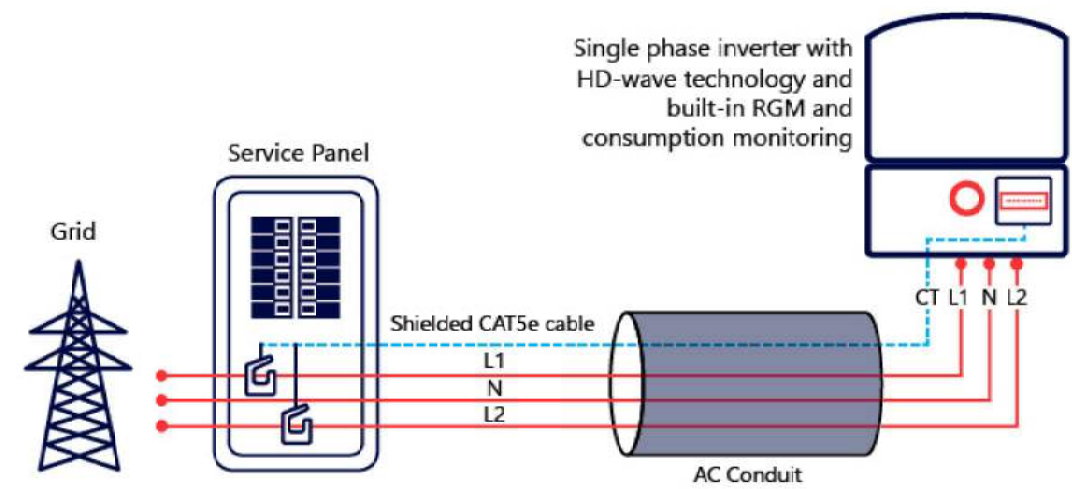 Single phase inverter with
HD-wave technology and
built-in RGM and
consumption monitoring
Service Panel
Grid
CT L1 N L2
Shielded CAT5e cable
L1
N
L2
AC Conduit